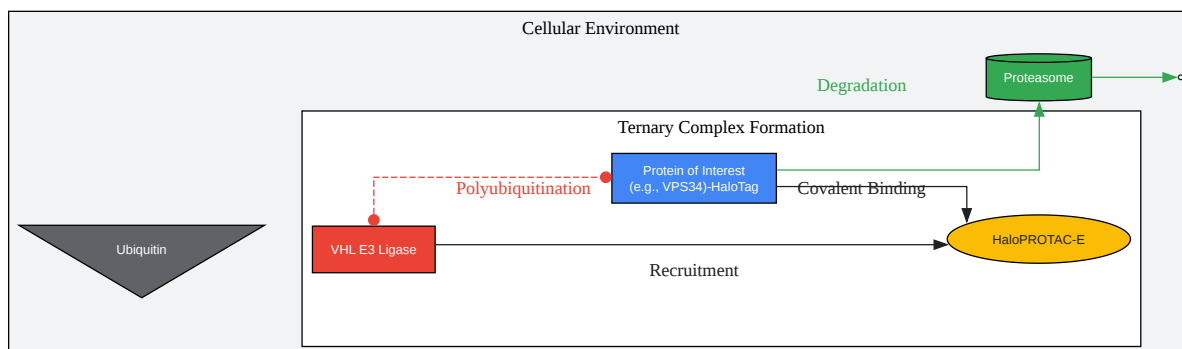 Cellular Environment
Proteasome
Degradation
Ternary Complex Formation
Protein of Interest
(e.g., VPS34)-HaloTag
Polyubiquitination
Covalent Binding
Ubiquitin
VHL E3 Ligase
HaloPROTAC-E
Recruitment